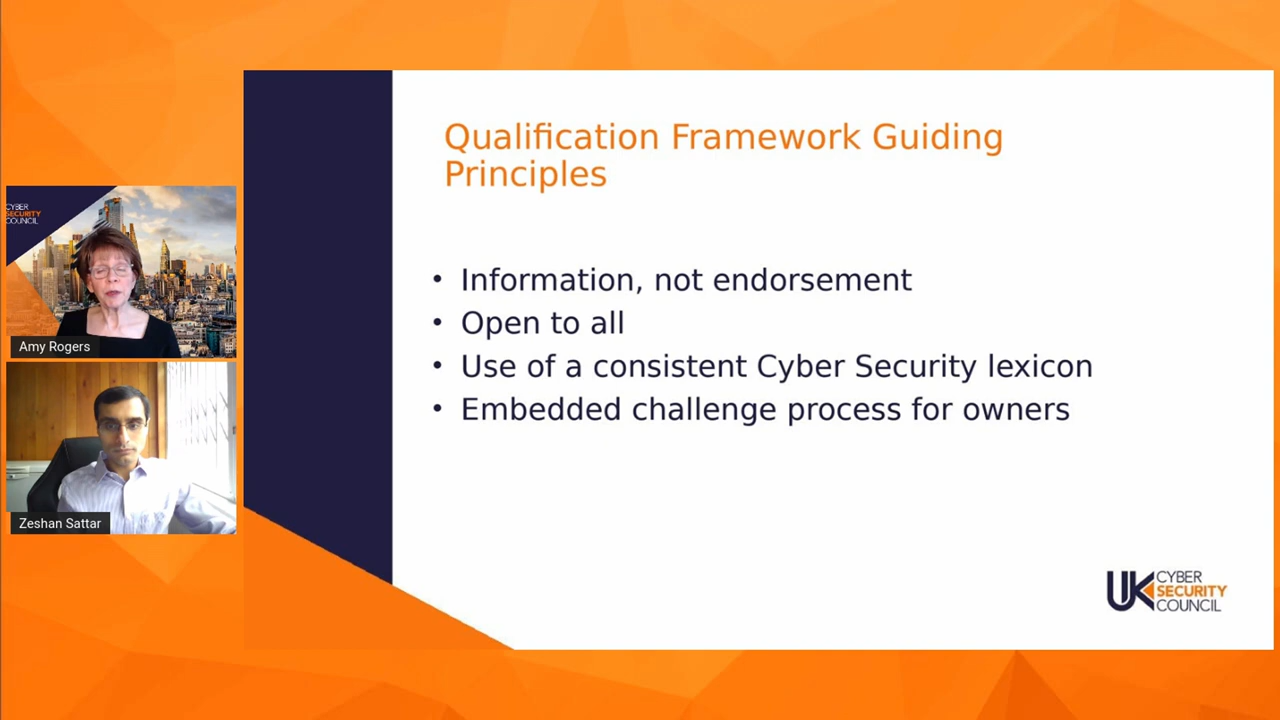 CYBER
SECURITY
COUNCIL
Amy Rogers
Zeshan Sattar
Qualification Framework Guiding
Principles
• Information, not endorsement
• Open to all
• Use of a consistent Cyber Security lexicon
• Embedded challenge process for owners
UK CYBER
SECURITY
COUNCIL